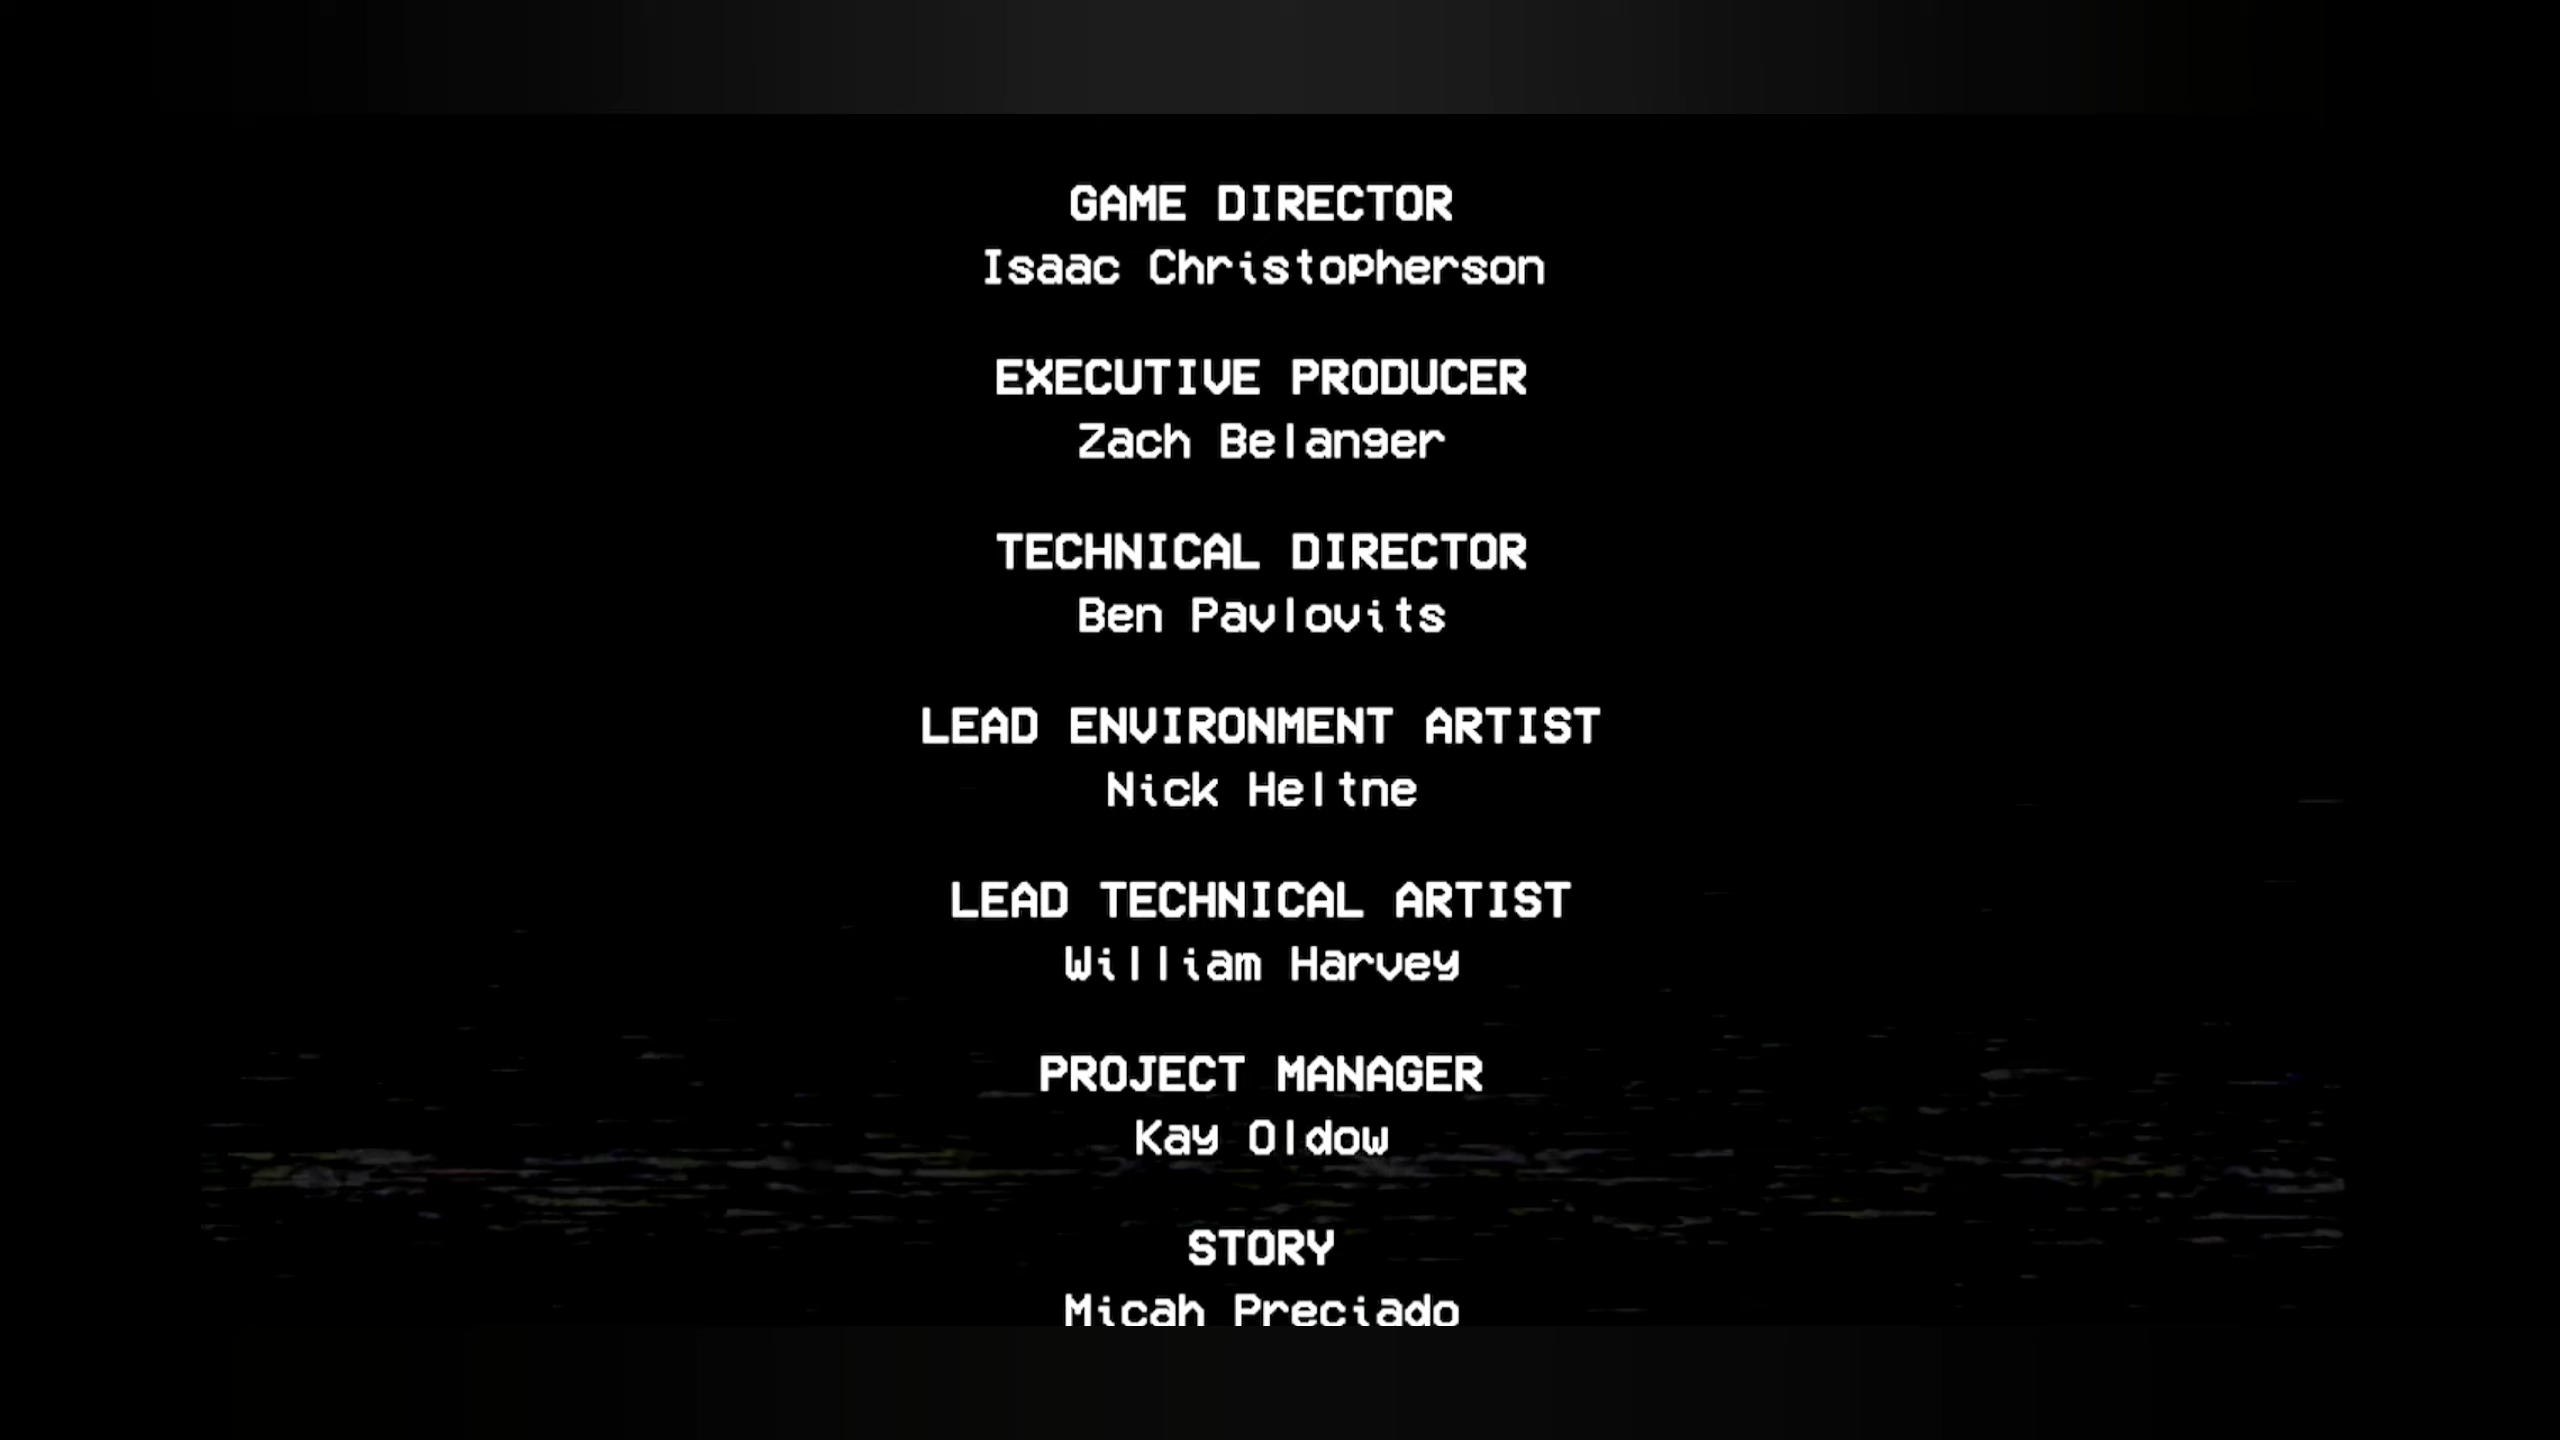 GAME DIRECTOR
Isaac Christopherson
EXECUTIVE PRODUCER
Zach Belanger
TECHNICAL DIRECTOR
Ben Pavlovits
LEAD ENVIRONMENT ARTIST
Nick Heltne
LEAD TECHNICAL ARTIST
William Harvey
PROJECT MANAGER
Kay Oldow
STORY
Micah Preciado